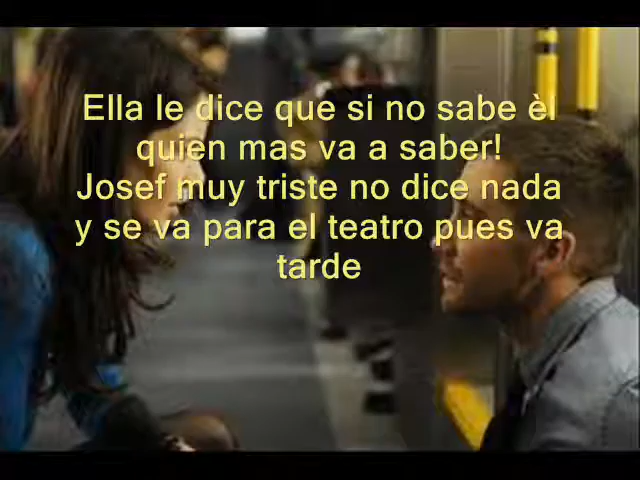 Ella le dice que si no sabe èl
quien mas va a saber!
Josef muy triste no dice nada
y se va para el teatro pues va
tarde